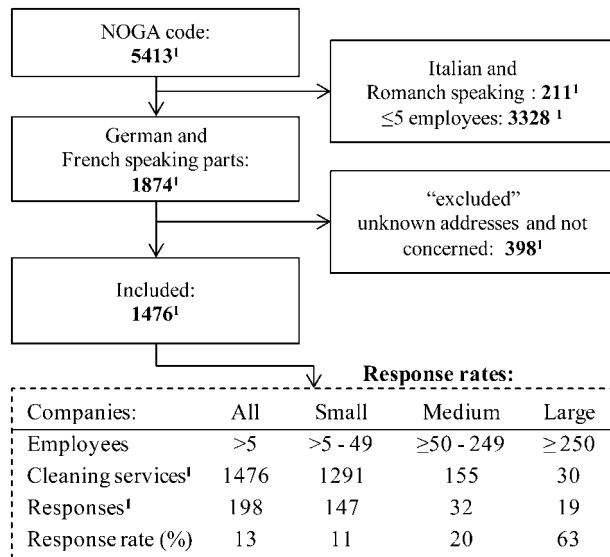 NOGA code:
5413¹
Italian and
Romanch speaking : 211¹
≤5 employees: 3328 ¹
German and
French speaking parts:
1874¹
“excluded”
unknown addresses and not
concerned: 398¹
Included:
1476¹
Response rates:
Companies: All Small Medium Large
Employees >5 >5 - 49 ≥50 - 249 ≥ 250
Cleaning services¹ 1476 1291 155 30
Responses¹ 198 147 32 19
Response rate (%) 13 11 20 63